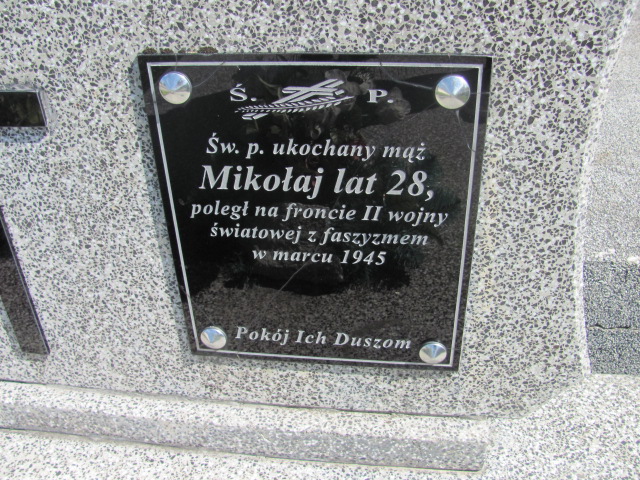 Ś. P.
Św. p. ukochany mąż
Mikołaj lat 28,
poległ na froncie II wojny
światowej z faszyzmem
w marcu 1945
Pokój Ich Duszom